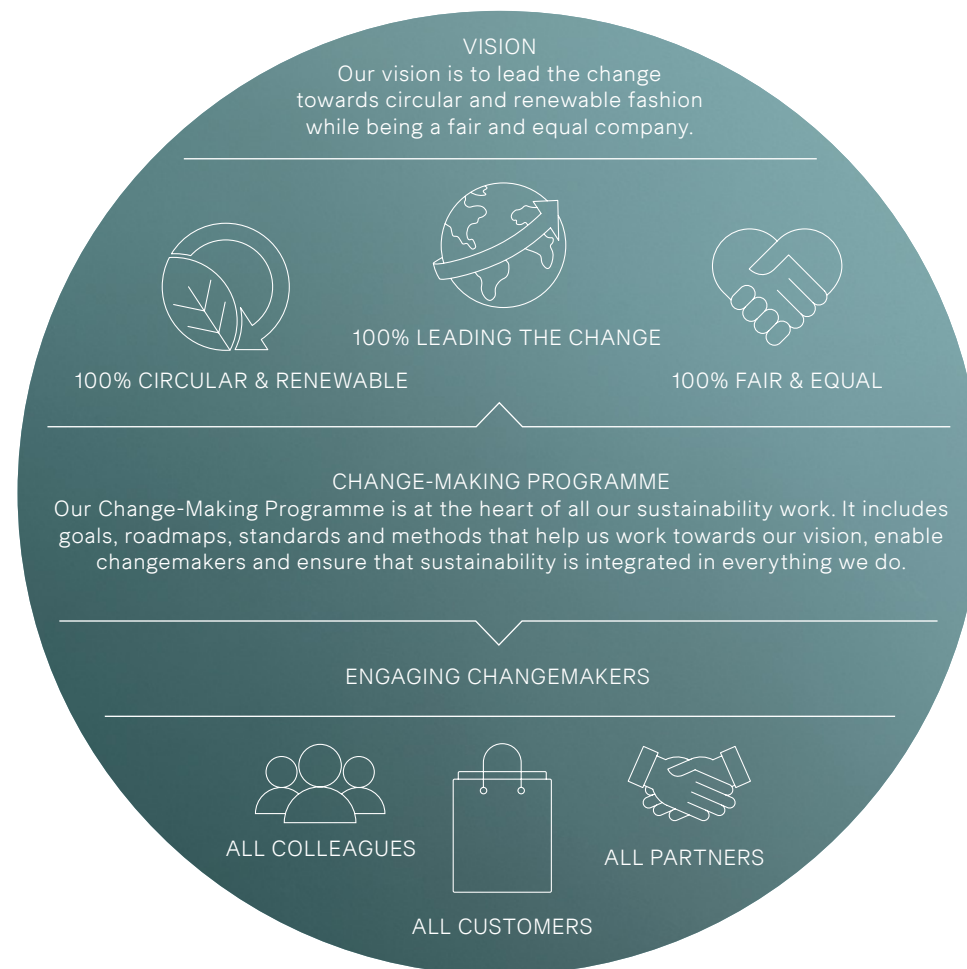 VISION
Our vision is to lead the change
towards circular and renewable fashion
while being a fair and equal company.
100% LEADING THE CHANGE
100% CIRCULAR & RENEWABLE
100% FAIR & EQUAL
CHANGE-MAKING PROGRAMME
Our Change-Making Programme is at the heart of all our sustainability work. It includes
goals, roadmaps, standards and methods that help us work towards our vision, enable
changemakers and ensure that sustainability is integrated in everything we do.
ENGAGING CHANGEMAKERS
ALL COLLEAGUES
ALL PARTNERS
ALL CUSTOMERS